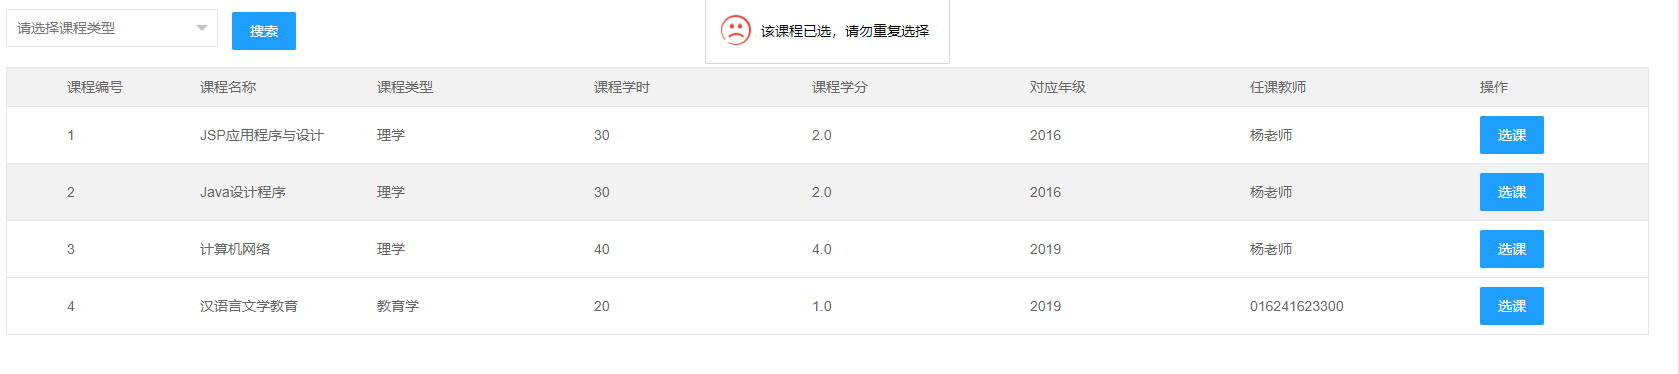 请选择课程类型 搜索 该课程已选，请勿重复选择
课程编号 课程名称 课程类型 课程学时 课程学分 对应年级 任课教师 操作
1 JSP应用程序与设计 理学 30 2.0 2016 杨老师 选课
2 Java设计程序 理学 30 2.0 2016 杨老师 选课
3 计算机网络 理学 40 4.0 2019 杨老师 选课
4 汉语言文学教育 教育学 20 1.0 2019 016241623300 选课